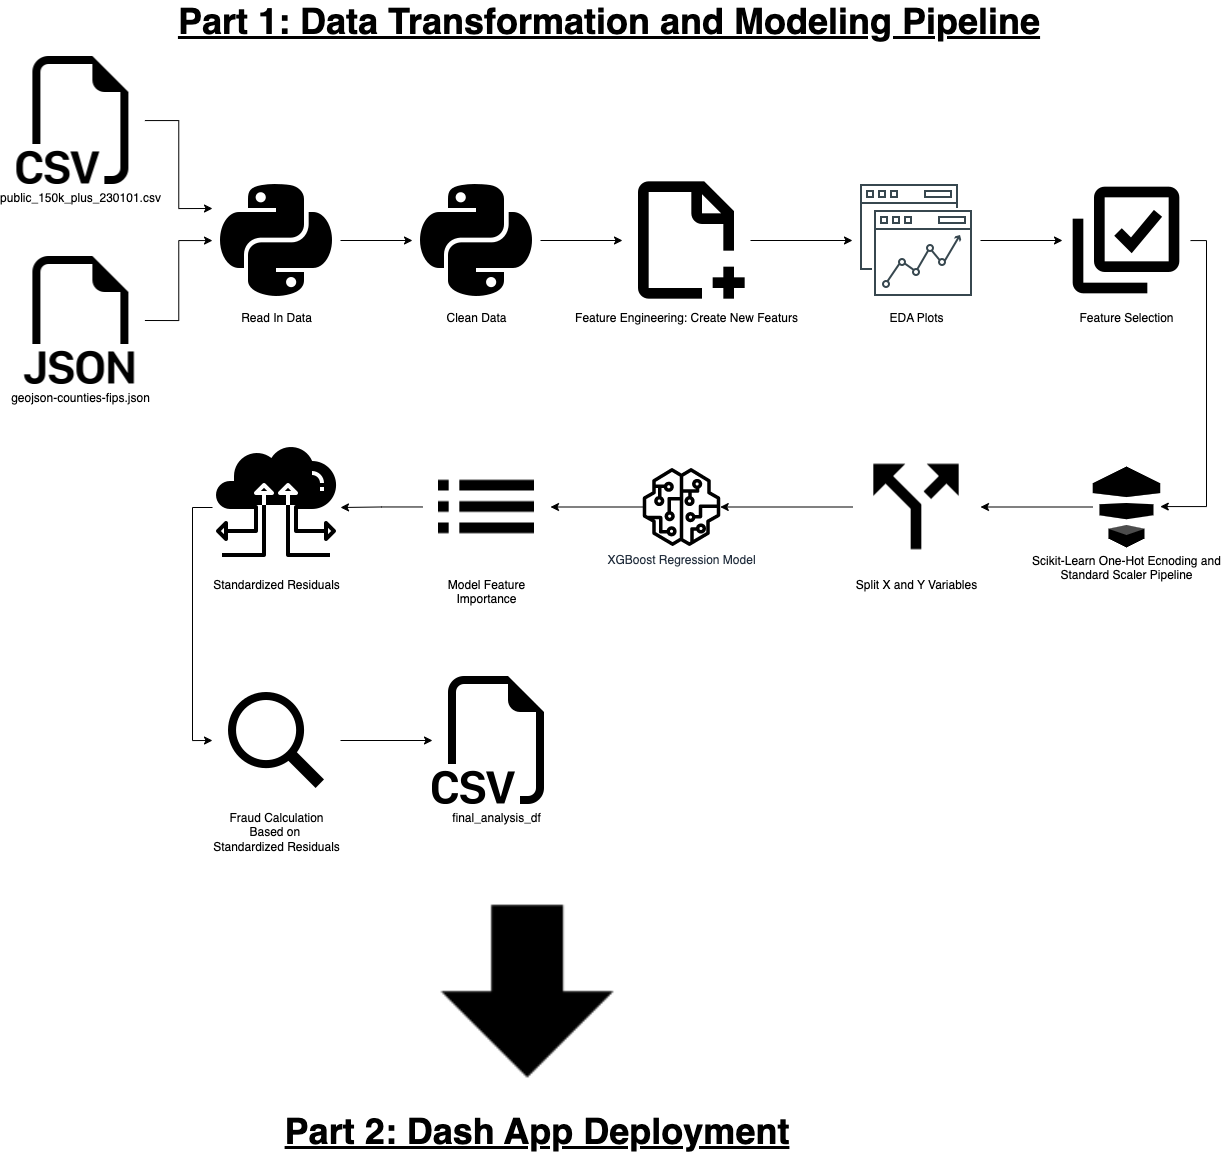 Part 1: Data Transformation and Modeling Pipeline
CSV
public_150k_plus_230101.csv
JSON
geojson-counties-fips.json
Read In Data
Clean Data
Feature Engineering: Create New Featurs
EDA Plots
Feature Selection
Scikit-Learn One-Hot Ecnoding and
Standard Scaler Pipeline
Split X and Y Variables
XGBoost Regression Model
Model Feature
Importance
Standardized Residuals
Fraud Calculation
Based on
Standardized Residuals
CSV
final_analysis_df
Part 2: Dash App Deployment